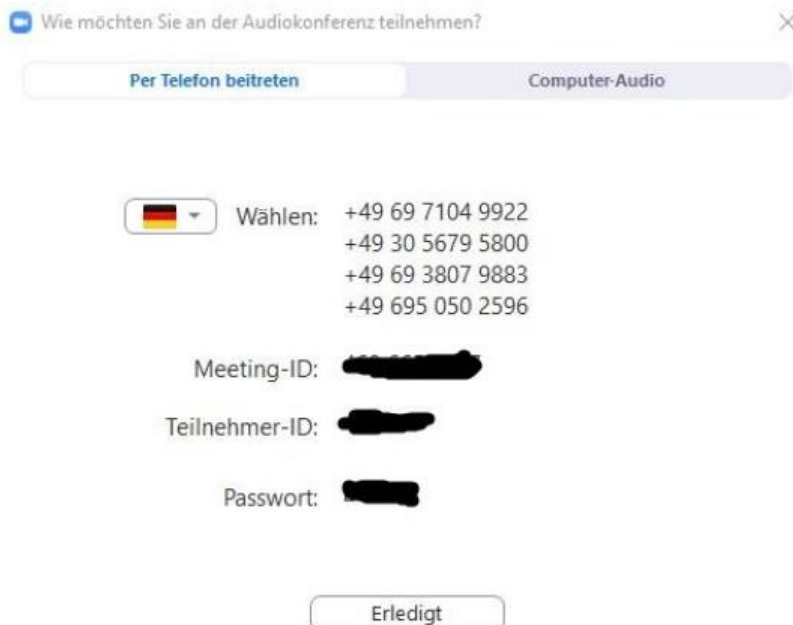 Wie möchten Sie an der Audiokonferenz teilnehmen?
Per Telefon beitreten Computer-Audio
Wählen: +49 69 7104 9922
+49 30 5679 5800
+49 69 3807 9883
+49 695 050 2596
Meeting-ID:
Teilnehmer-ID:
Passwort:
Erledigt